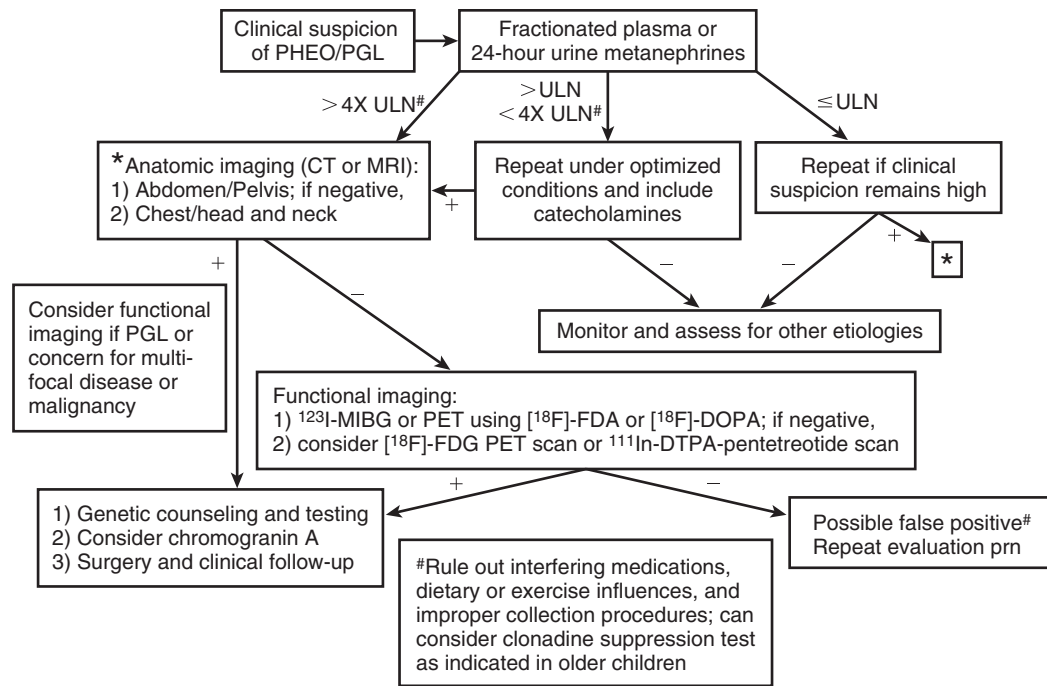 Clinical suspicion
of PHEO/PGL
Fractionated plasma or
24-hour urine metanephrines
>4X ULN#
>ULN
<4X ULN#
≤ULN
*Anatomic imaging (CT or MRI):
1) Abdomen/Pelvis; if negative,
2) Chest/head and neck
+
Repeat under optimized
conditions and include
catecholamines
Repeat if clinical
suspicion remains high
+
*
+
−
−
−
Consider functional
imaging if PGL or
concern for multi-
focal disease or
malignancy
Monitor and assess for other etiologies
Functional imaging:
1) ¹²³I-MIBG or PET using [¹⁸F]-FDA or [¹⁸F]-DOPA; if negative,
2) consider [¹⁸F]-FDG PET scan or ¹¹¹In-DTPA-pentetreotide scan
+
−
1) Genetic counseling and testing
2) Consider chromogranin A
3) Surgery and clinical follow-up
Possible false positive#
Repeat evaluation prn
#Rule out interfering medications,
dietary or exercise influences, and
improper collection procedures; can
consider clonadine suppression test
as indicated in older children